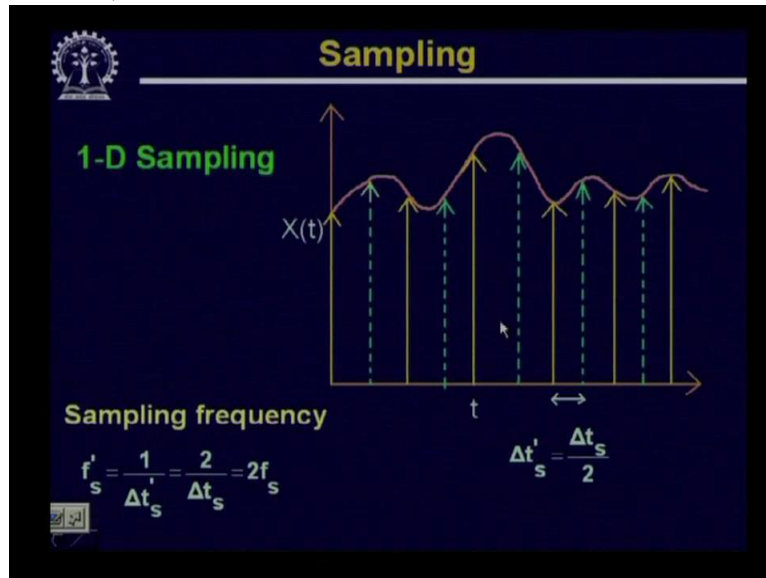 Sampling
1-D Sampling
X(t)
t
Sampling frequency
f's = 1/Δt's = 2/Δts = 2fs
Δt's = Δts/2